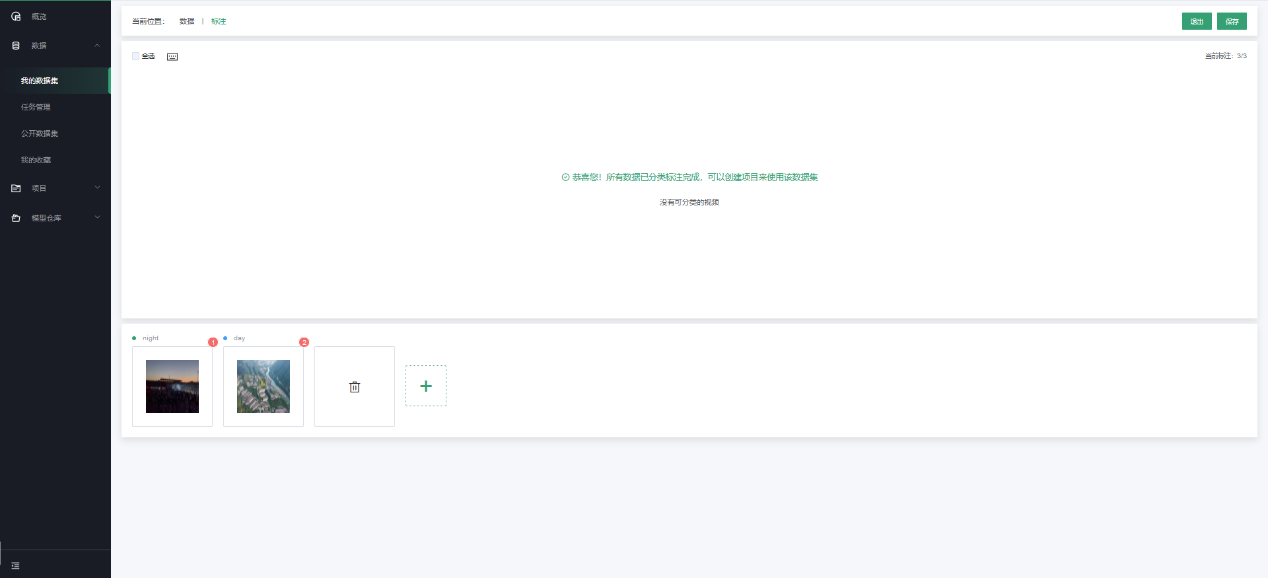 概览
数据
我的数据集
任务管理
公开数据集
我的收藏
项目
模型仓库
当前位置： 数据 | 标注
退出 保存
全选
当前标注：3/3
恭喜您！所有数据已分类标注完成，可以创建项目来使用该数据集
没有可分类的视频
night 1 day 2